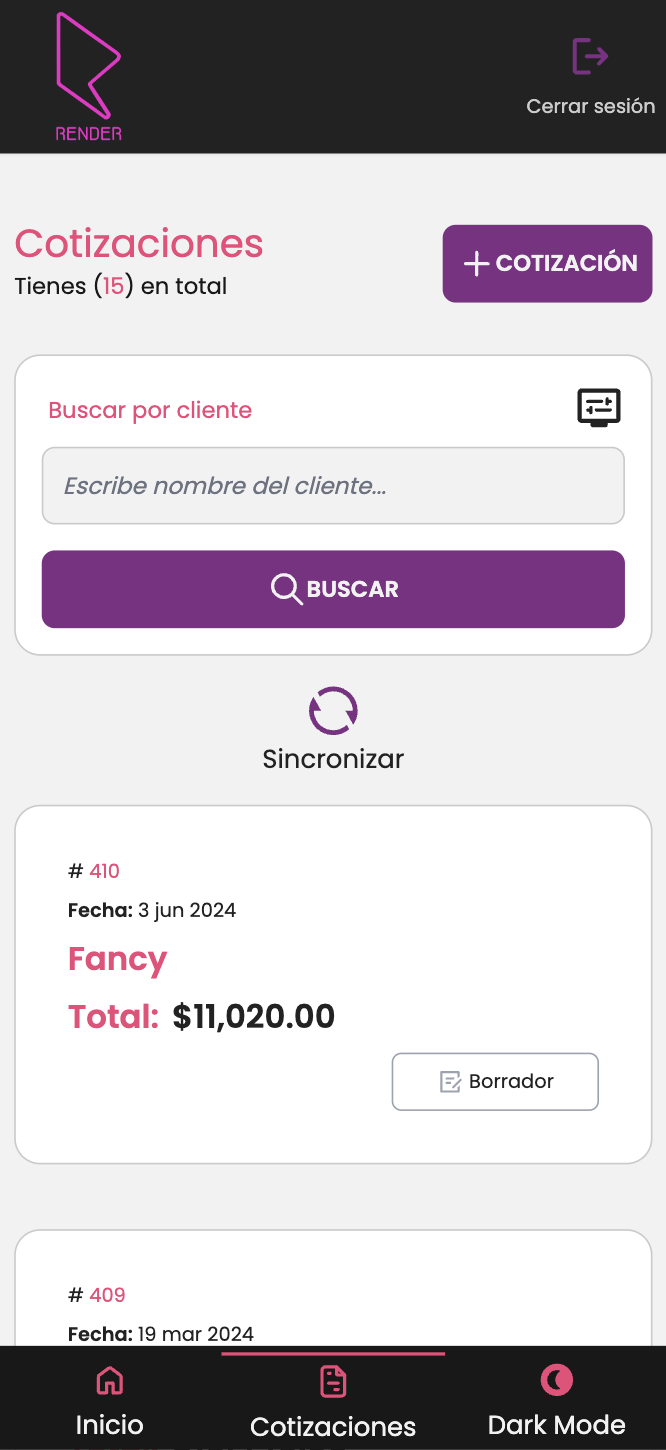 RENDER
Cerrar sesión
Cotizaciones
Tienes (15) en total
COTIZACIÓN
Buscar por cliente
Escribe nombre del cliente...
BUSCAR
Sincronizar
# 410
Fecha: 3 jun 2024
Fancy
Total: $11,020.00
Borrador
# 409
Fecha: 19 mar 2024
Inicio
Cotizaciones
Dark Mode